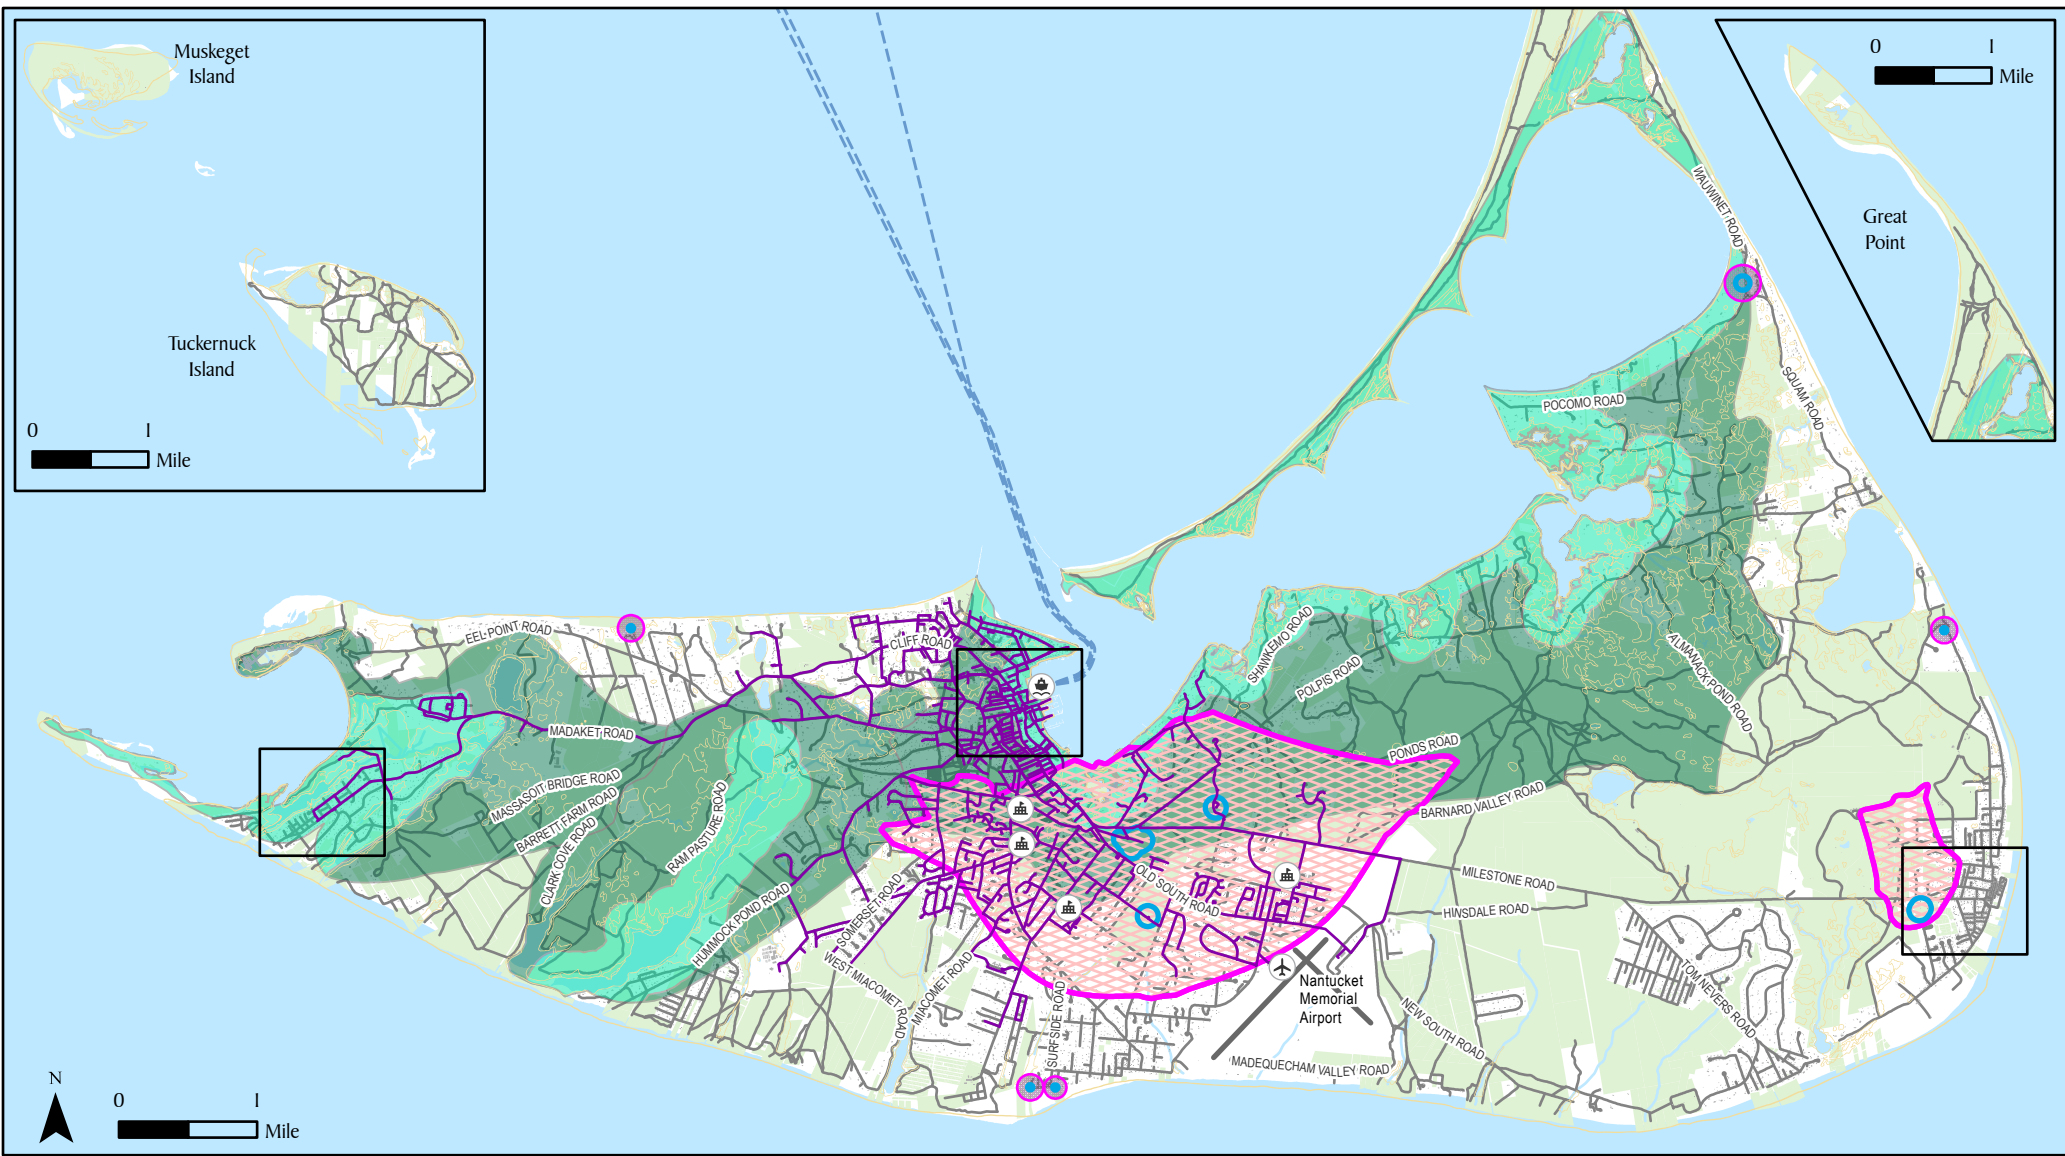 Muskeget
Island
Tuckernuck
Island
0 1
Mile
0 1
Mile
Great
Point
WAUWINET ROAD
SQUAM ROAD
POCOMO ROAD
EEL POINT ROAD
CLIFF ROAD
SHAWKEMO ROAD
POLPIS ROAD
ALMANACK POND ROAD
MADAKET ROAD
PONDS ROAD
MASSASOIT BRIDGE ROAD
BARRETT FARM ROAD
CLARK COVE ROAD
RAM PASTURE ROAD
BARNARD VALLEY ROAD
HUMMOCK POND ROAD
SOMERSET ROAD
OLD SOUTH ROAD
MILESTONE ROAD
HINSDALE ROAD
WEST MIACOMET ROAD
MIACOMET ROAD
SURFSIDE ROAD
Nantucket
Memorial
Airport
NEW SOUTH ROAD
TOM NEVERS ROAD
MADEQUECHAM VALLEY ROAD
N
0 1
Mile